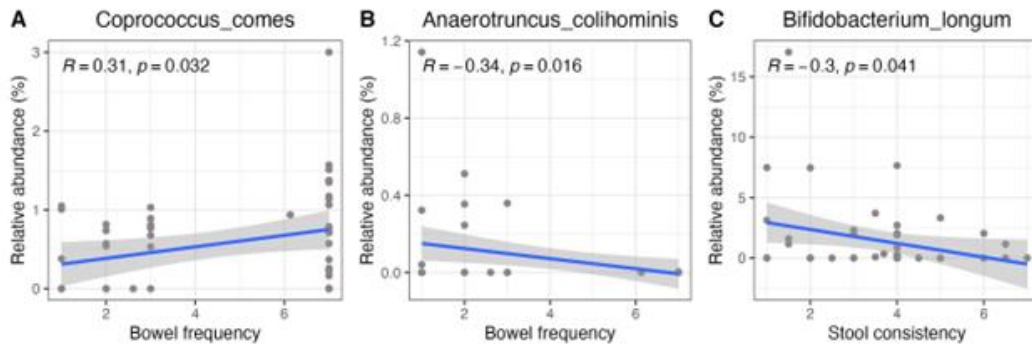 A Coprococcus_comes
R = 0.31, p = 0.032
Relative abundance (%)
3
2
1
0
2 4 6
Bowel frequency
B Anaerotruncus_colihominis
R = −0.34, p = 0.016
Relative abundance (%)
1.2
0.8
0.4
0.0
2 4 6
Bowel frequency
C Bifidobacterium_longum
R = −0.3, p = 0.041
Relative abundance (%)
15
10
5
0
2 4 6
Stool consistency